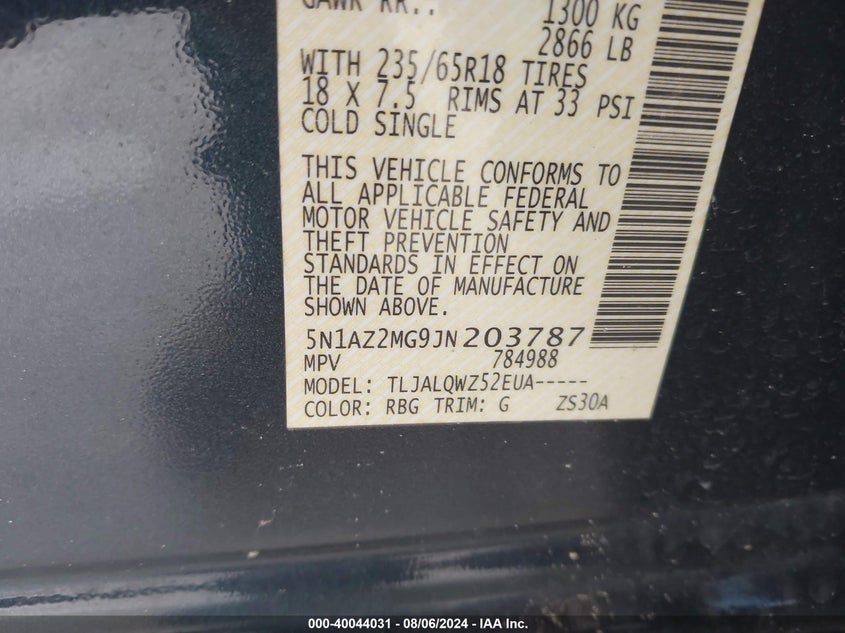 GAWR RR.:
1300 KG
2866 LB
WITH 235/65R18 TIRES
18 X 7.5 RIMS AT 33 PSI
COLD SINGLE
THIS VEHICLE CONFORMS TO
ALL APPLICABLE FEDERAL
MOTOR VEHICLE SAFETY AND
THEFT PREVENTION
STANDARDS IN EFFECT ON
THE DATE OF MANUFACTURE
SHOWN ABOVE.
5N1AZ2MG9JN203787
MPV 784988
MODEL: TLJALQWZ52EUA-----
COLOR: RBG TRIM: G ZS30A
000-40044031 - 08/06/2024 - IAA Inc.